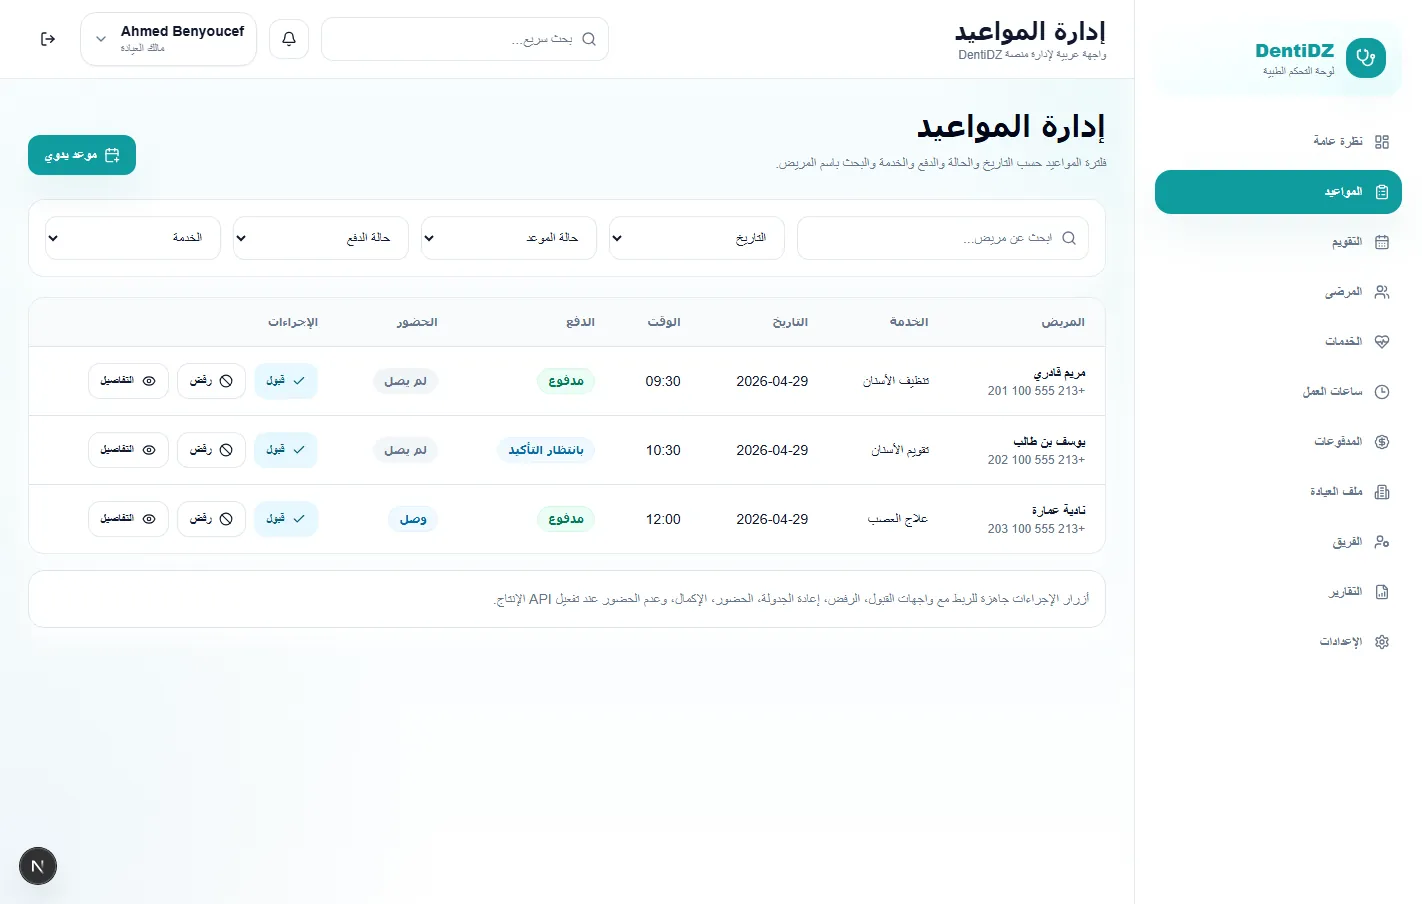 DentiDZ
لوحة التحكم الطبية
نظرة عامة
المواعيد
التقويم
المرضى
الخدمات
ساعات العمل
المدفوعات
ملف العيادة
الفريق
التقارير
الإعدادات
إدارة المواعيد
واجهة عربية لإدارة منصة DentiDZ
بحث سريع...
Ahmed Benyoucef
مالك العيادة
إدارة المواعيد
فلترة المواعيد حسب التاريخ والحالة والدفع والخدمة والبحث باسم المريض.
موعد يدوي
ابحث عن مريض... التاريخ حالة الموعد حالة الدفع الخدمة
المريض الخدمة التاريخ الوقت الدفع الحضور الإجراءات
مريم قادري
+213 555 100 201
تنظيف الأسنان 2026-04-29 09:30 مدفوع لم يصل قبول رفض التفاصيل
يوسف بن طالب
+213 555 100 202
تقويم الأسنان 2026-04-29 10:30 بانتظار التأكيد لم يصل قبول رفض التفاصيل
نادية عمارة
+213 555 100 203
علاج العصب 2026-04-29 12:00 مدفوع وصل قبول رفض التفاصيل
أزرار الإجراءات جاهزة للربط مع واجهات القبول، الرفض، إعادة الجدولة، الحضور، الإكمال، وعدم الحضور عند تفعيل API الإنتاج.
N